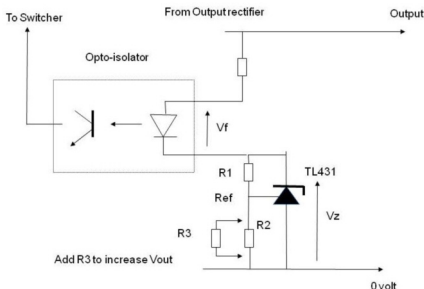 To Switcher
From Output rectifier
Output
Opto-isolator
Vf
R1
TL431
Ref
Vz
R3
R2
Add R3 to increase Vout
0 volt